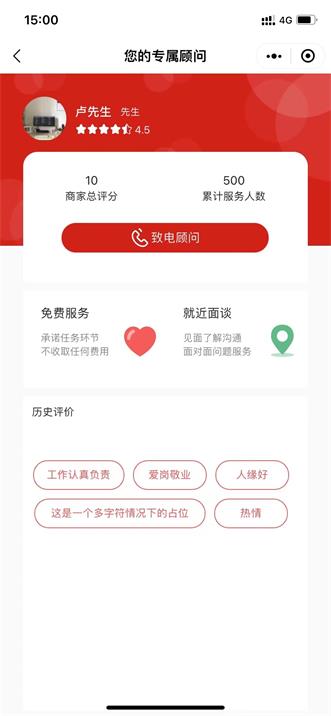 15:00
4G
您的专属顾问
卢先生 先生
4.5
10 500
商家总评分 累计服务人数
致电顾问
免费服务 就近面谈
承诺任务环节 见面了解沟通
不收取任何费用 面对面问题服务
历史评价
工作认真负责 爱岗敬业 人缘好
这是一个多字符情况下的占位 热情